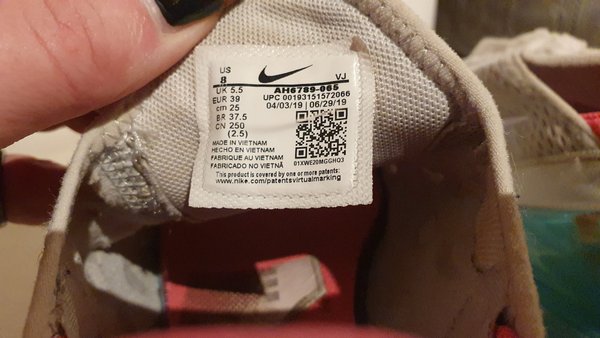 US
8
VJ
UK 5.5
AH6789-065
EUR 39
UPC 00193151572066
cm 25
04/03/19 | 06/29/19
BR 37.5
CN 250
(2.5)
MADE IN VIETNAM
HECHO EN VIETNAM
FABRIQUE AU VIETNAM
FABRICADO NO VIETNÃ
01XWE20MGGHQ3
This product is covered by one or more patents:
www.nike.com/patentsvirtualmarking